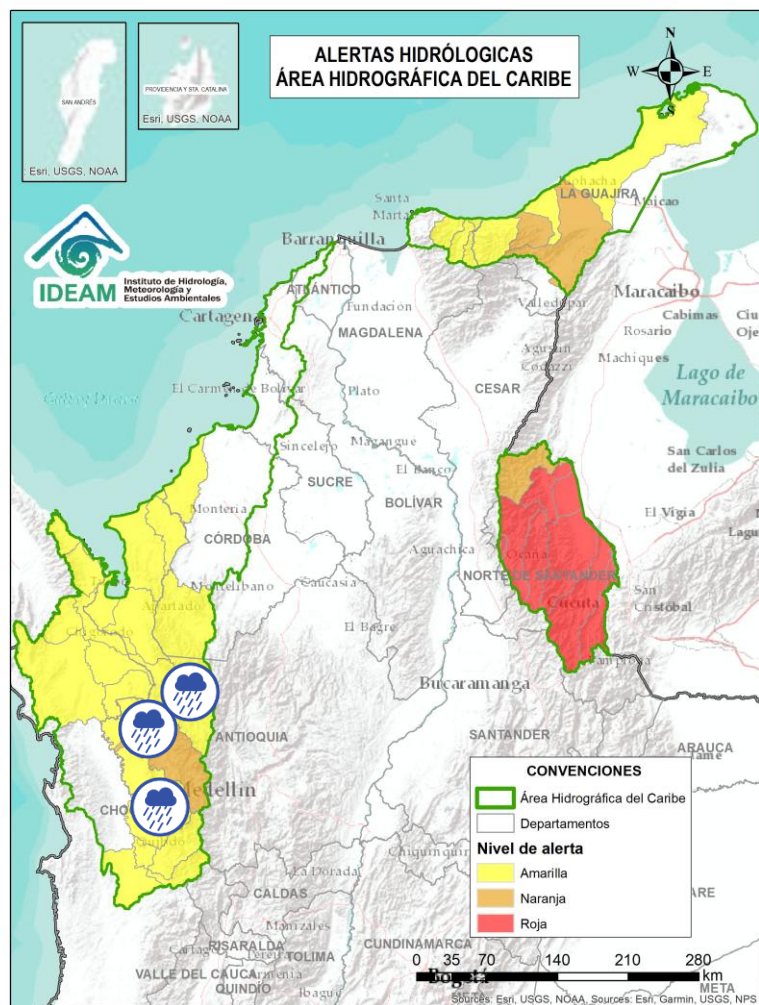 ALERTAS HIDRÓLOGICAS
ÁREA HIDROGRÁFICA DEL CARIBE
N
W
E
S
SAN ANDRÉS
PROVIDENCIA Y STA. CATALINA
Esri, USGS, NOAA
Esri, USGS, NOAA
IDEAM
Instituto de Hidrología,
Meteorología y
Estudios Ambientales
Santa
Marta
LA GUAJIRA
Maicao
Barranquilla
ATLÁNTICO
Cartagena
Fundación
MAGDALENA
Valledupar
Maracaibo
Cabimas
Rosario
Machiques
Agustín
Codazzi
CESAR
Lago de
Maracaibo
El Carmen de Bolívar
Plato
Sincelejo
Magangué
El Banco
SUCRE
BOLÍVAR
San Carlos
del Zulia
El Vigía
Montería
CÓRDOBA
Aguachica
Ocaña
NORTE DE SANTANDER
Cúcuta
San
Cristóbal
Montelíbano
Caucasia
Apartadó
El Bagre
Pamplona
Bucaramanga
ANTIOQUIA
SANTANDER
ARAUCA
Medellín
La Dorada
CALDAS
Manizales
RISARALDA
TOLIMA
CUNDINAMARCA
VALLE DEL CAUCA
Armenia
QUINDÍO
Ibagué
Bogotá
META
CONVENCIONES
Área Hidrográfica del Caribe
Departamentos
Nivel de alerta
Amarilla
Naranja
Roja
0 35 70 140 210 280
km
Sources: Esri, USGS, NOAA, Sources: Esri, Garmin, USGS, NPS